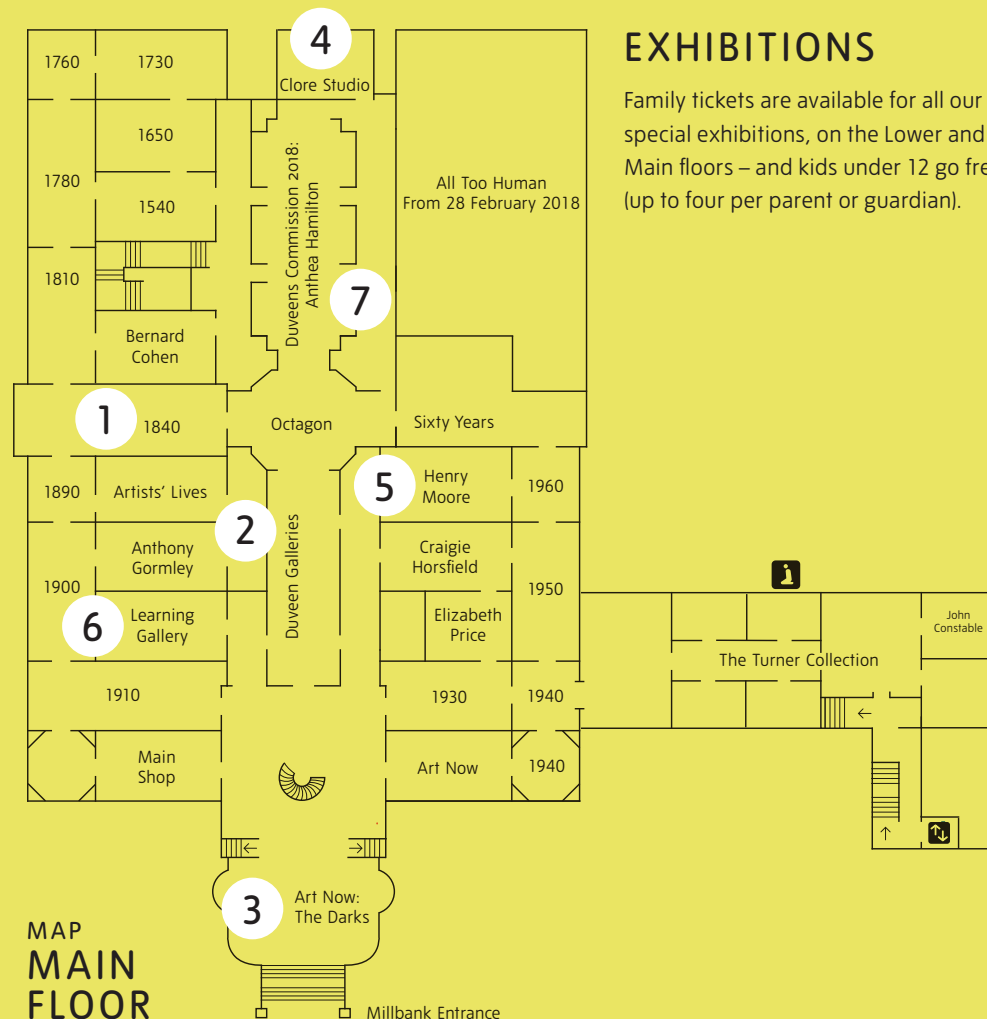 EXHIBITIONS
Family tickets are available for all our
special exhibitions, on the Lower and
Main floors – and kids under 12 go
(up to four per parent or guardian).
4
Clore Studio
1760
1730
1650
1780
1540
1810
Bernard
Cohen
Duveens Commission 2018:
Anthea Hamilton
7
All Too Human
From 28 February 2018
1
1840
Octagon
Sixty Years
1890
Artists' Lives
2
Duveen Galleries
5
Henry
Moore
1960
Anthony
Gormley
Craigie
Horsfield
1900
1950
6
Learning
Gallery
Elizabeth
Price
i
The Turner Collection
John
Constable
1910
1930
1940
Main
Shop
Art Now
1940
3
Art Now:
The Darks
MAP
MAIN
FLOOR
Millbank Entrance